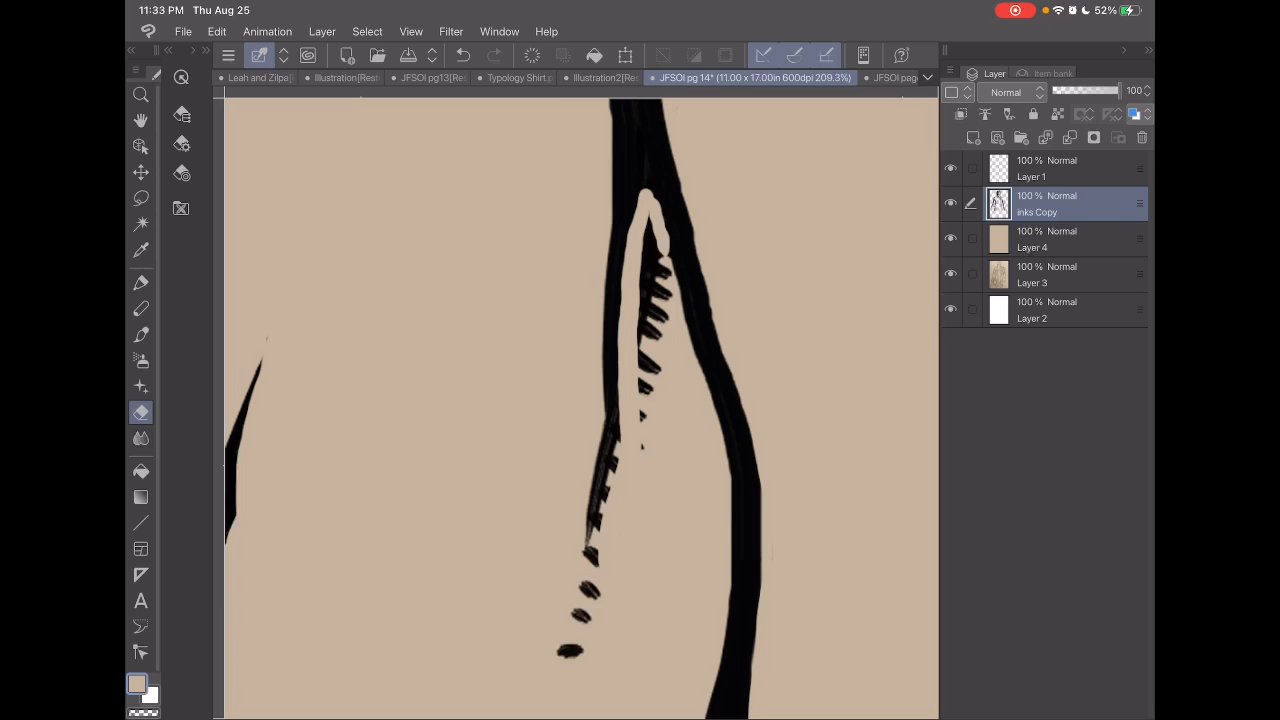 11:33 PM Thu Aug 25
52%
File Edit Animation Layer Select View Filter Window Help
Leah and Zilpa[ Illustration[Rest JFSOI pg13[Re: Typology Shirt.p Illustration2[Res JFSOI pg 14* (11.00 x 17.00in 600dpi 209.3%) JFSOI page
Layer Item bank
Normal 100
100 % Normal
Layer 1
100 % Normal
inks Copy
100 % Normal
Layer 4
100 % Normal
Layer 3
100 % Normal
Layer 2